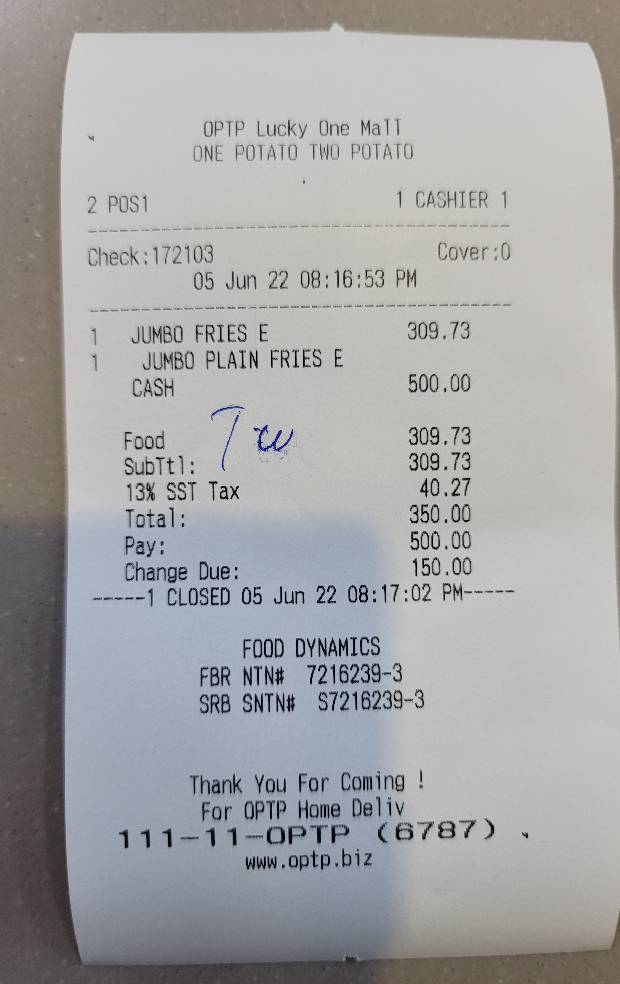 OPTP Lucky One Mall
ONE POTATO TWO POTATO
2 POS1 1 CASHIER 1
Check:172103 Cover:0
05 Jun 22 08:16:53 PM
1 JUMBO FRIES E 309.73
1 JUMBO PLAIN FRIES E
CASH 500.00
Food 309.73
SubTtl: 309.73
13% SST Tax 40.27
Total: 350.00
Pay: 500.00
Change Due: 150.00
-----1 CLOSED 05 Jun 22 08:17:02 PM-----
FOOD DYNAMICS
FBR NTN# 7216239-3
SRB SNTN# S7216239-3
Thank You For Coming !
For OPTP Home Deliv
111-11-OPTP (6787)
www.optp.biz